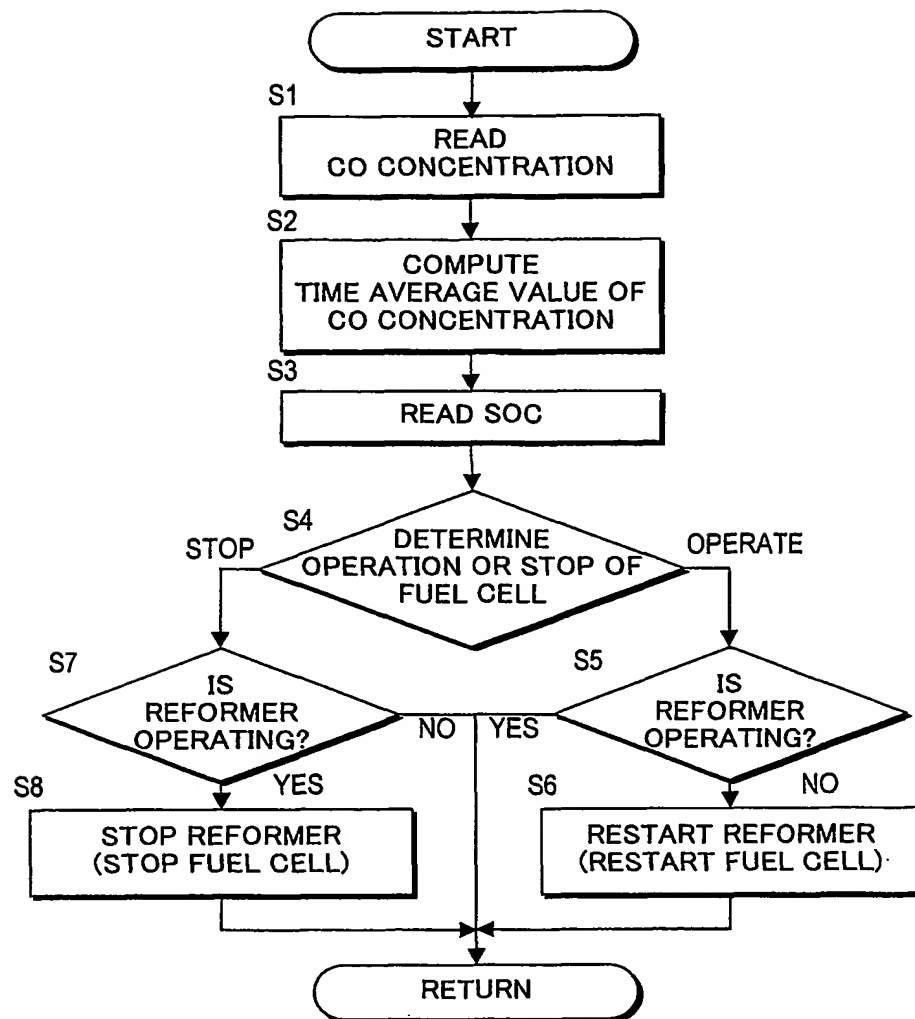 START
S1
READ
CO CONCENTRATION
S2
COMPUTE
TIME AVERAGE VALUE OF
CO CONCENTRATION
S3
READ SOC
S4
STOP
DETERMINE
OPERATION OR STOP OF
FUEL CELL
OPERATE
S7
IS
REFORMER
OPERATING?
NO
YES
S5
IS
REFORMER
OPERATING?
S8
YES
STOP REFORMER
(STOP FUEL CELL)
S6
NO
RESTART REFORMER
(RESTART FUEL CELL)
RETURN